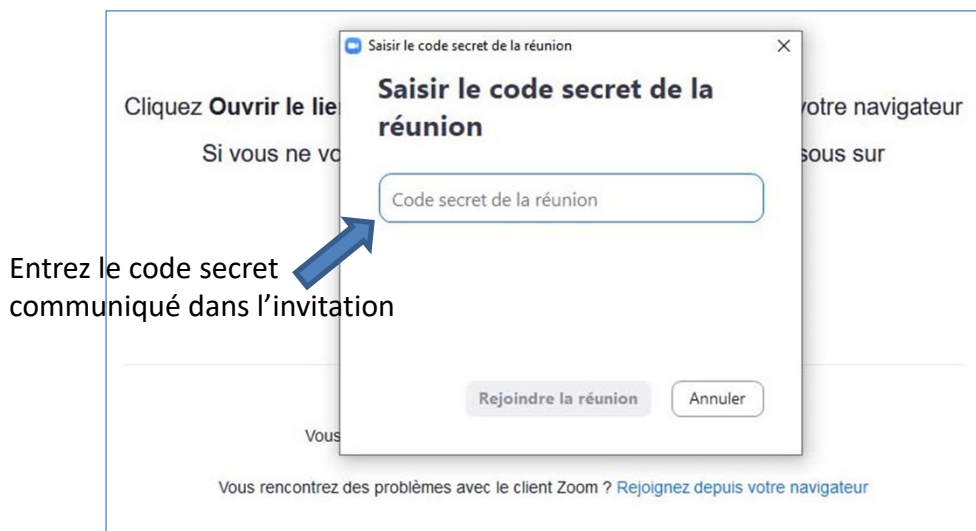 Saisir le code secret de la réunion
Saisir le code secret de la
réunion
Cliquez Ouvrir le lie votre navigateur
Si vous ne vo sous sur
Code secret de la réunion
Entrez le code secret
communiqué dans l’invitation
Rejoindre la réunion Annuler
Vous
Vous rencontrez des problèmes avec le client Zoom ? Rejoignez depuis votre navigateur